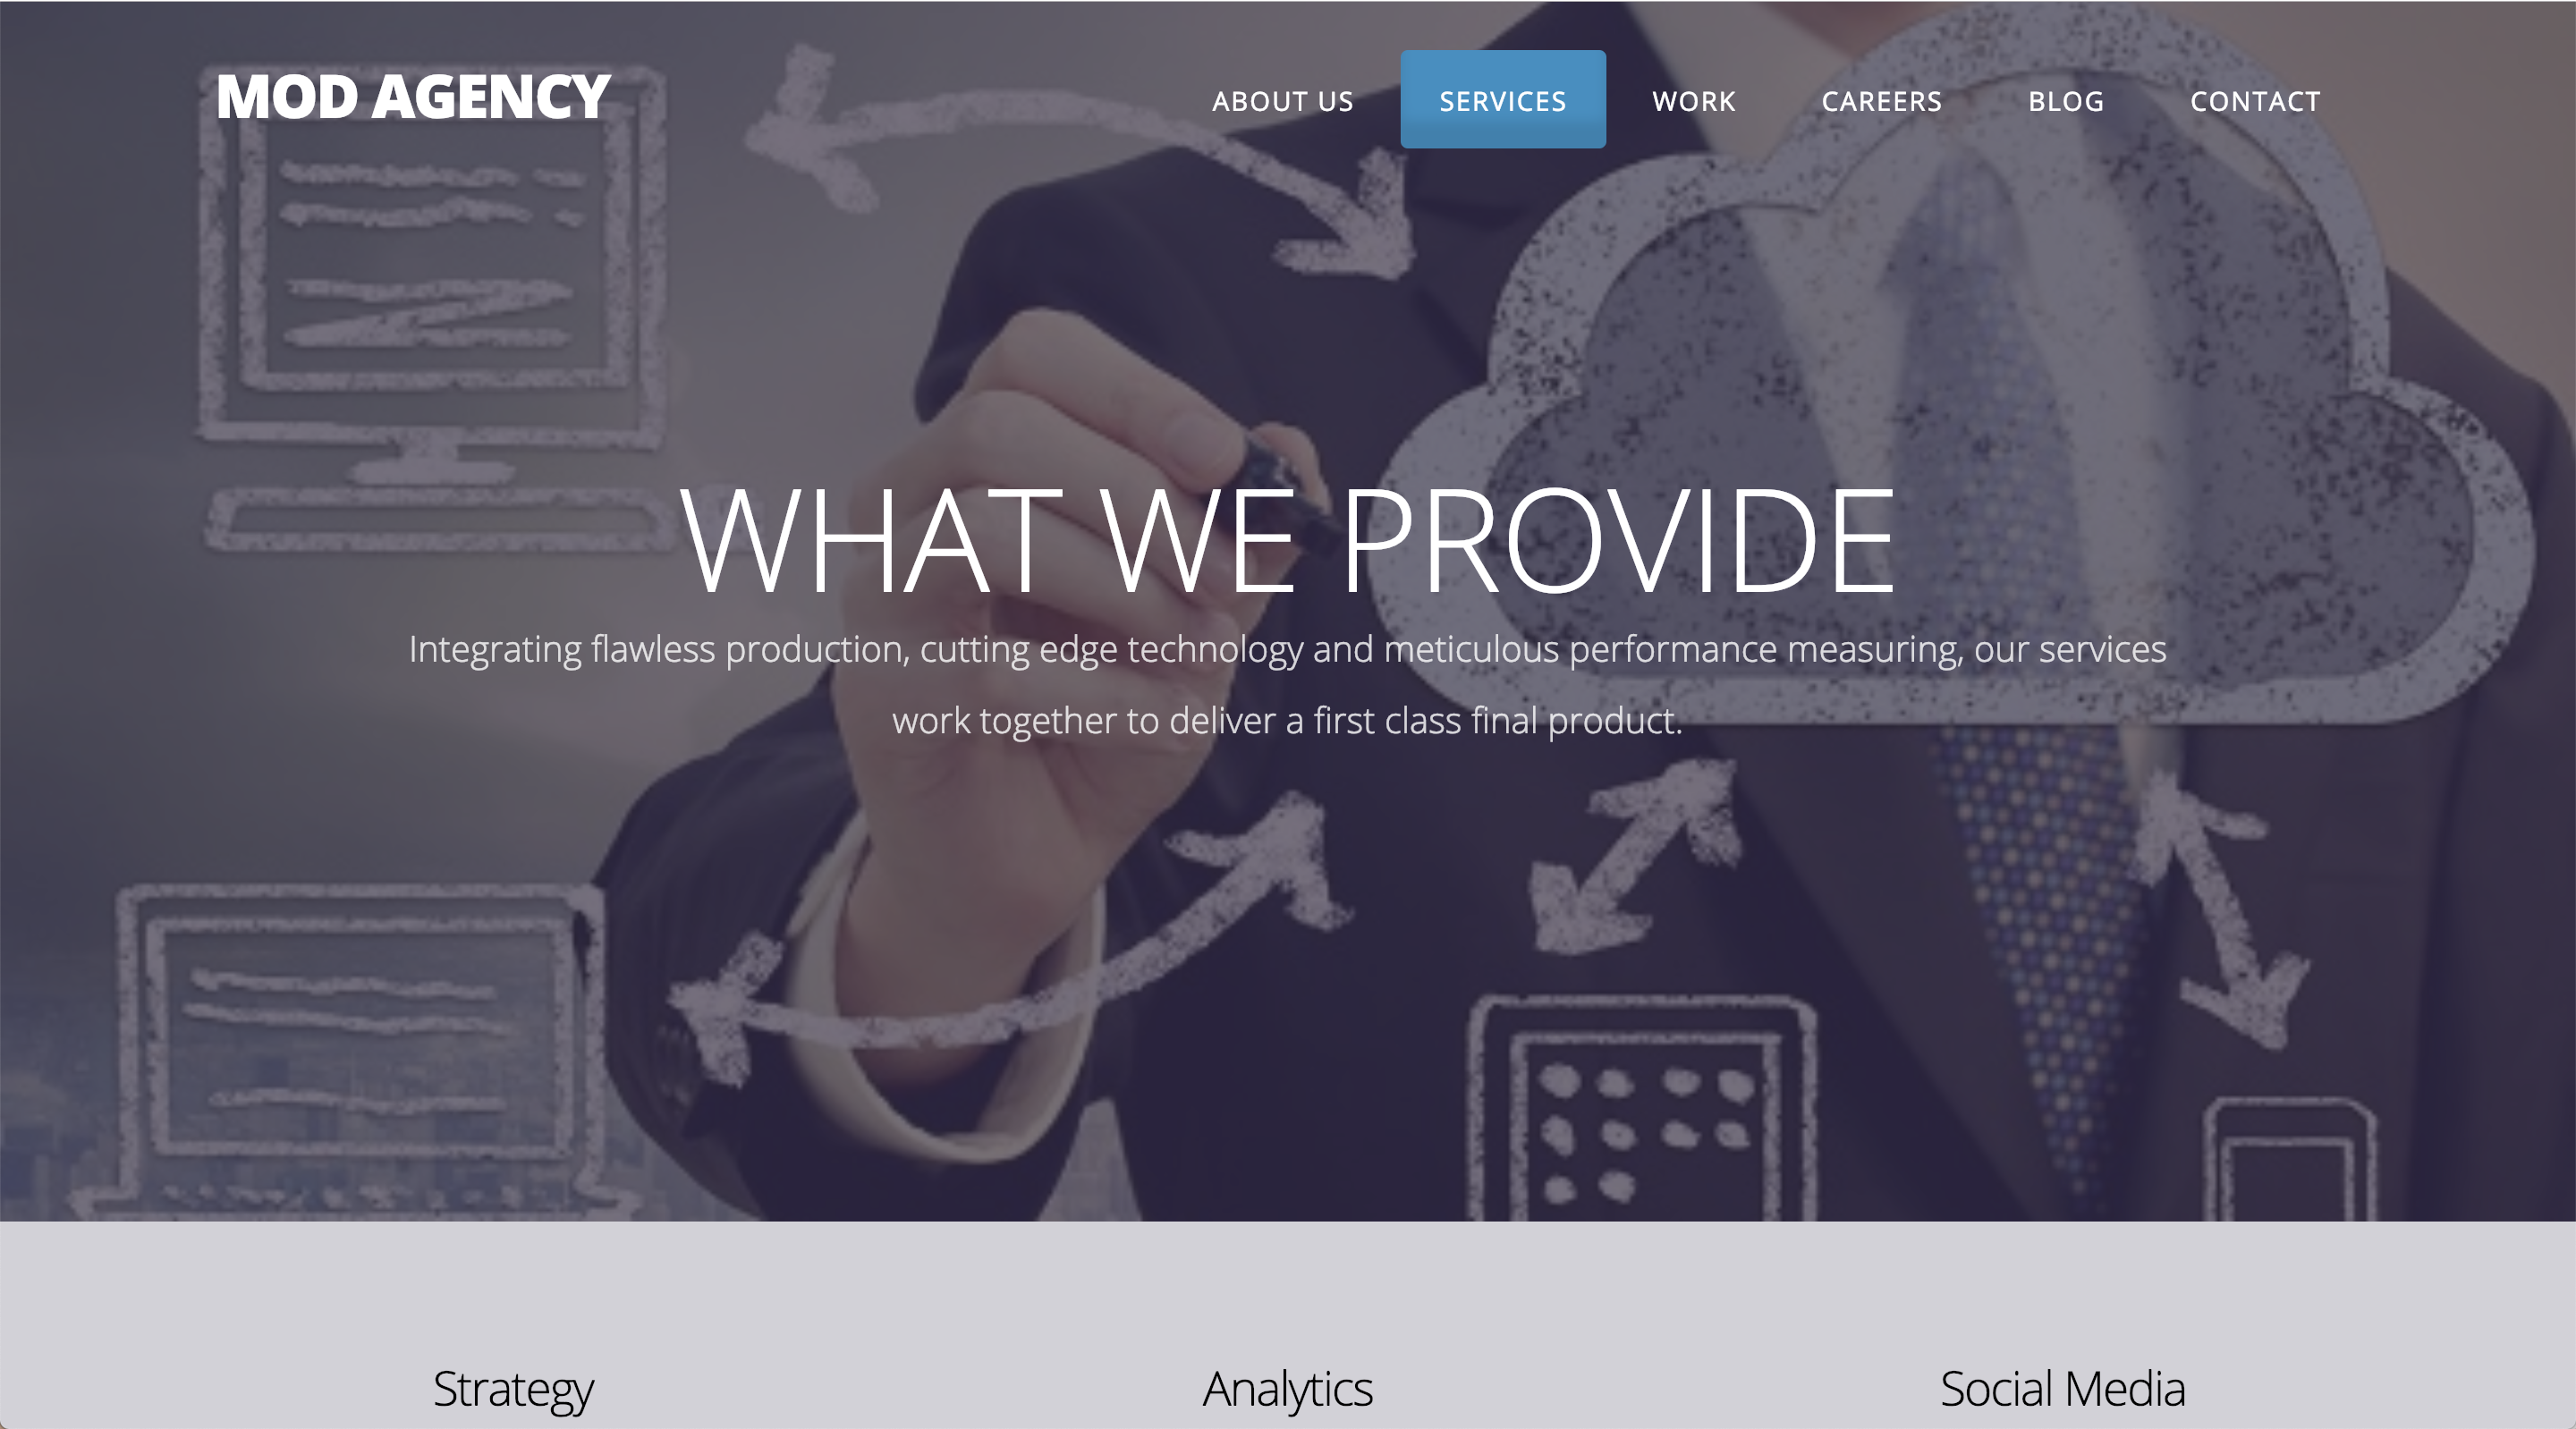 MOD AGENCY
ABOUT US SERVICES WORK CAREERS BLOG CONTACT
WHAT WE PROVIDE
Integrating flawless production, cutting edge technology and meticulous performance measuring, our services
work together to deliver a first class final product.
Strategy Analytics Social Media